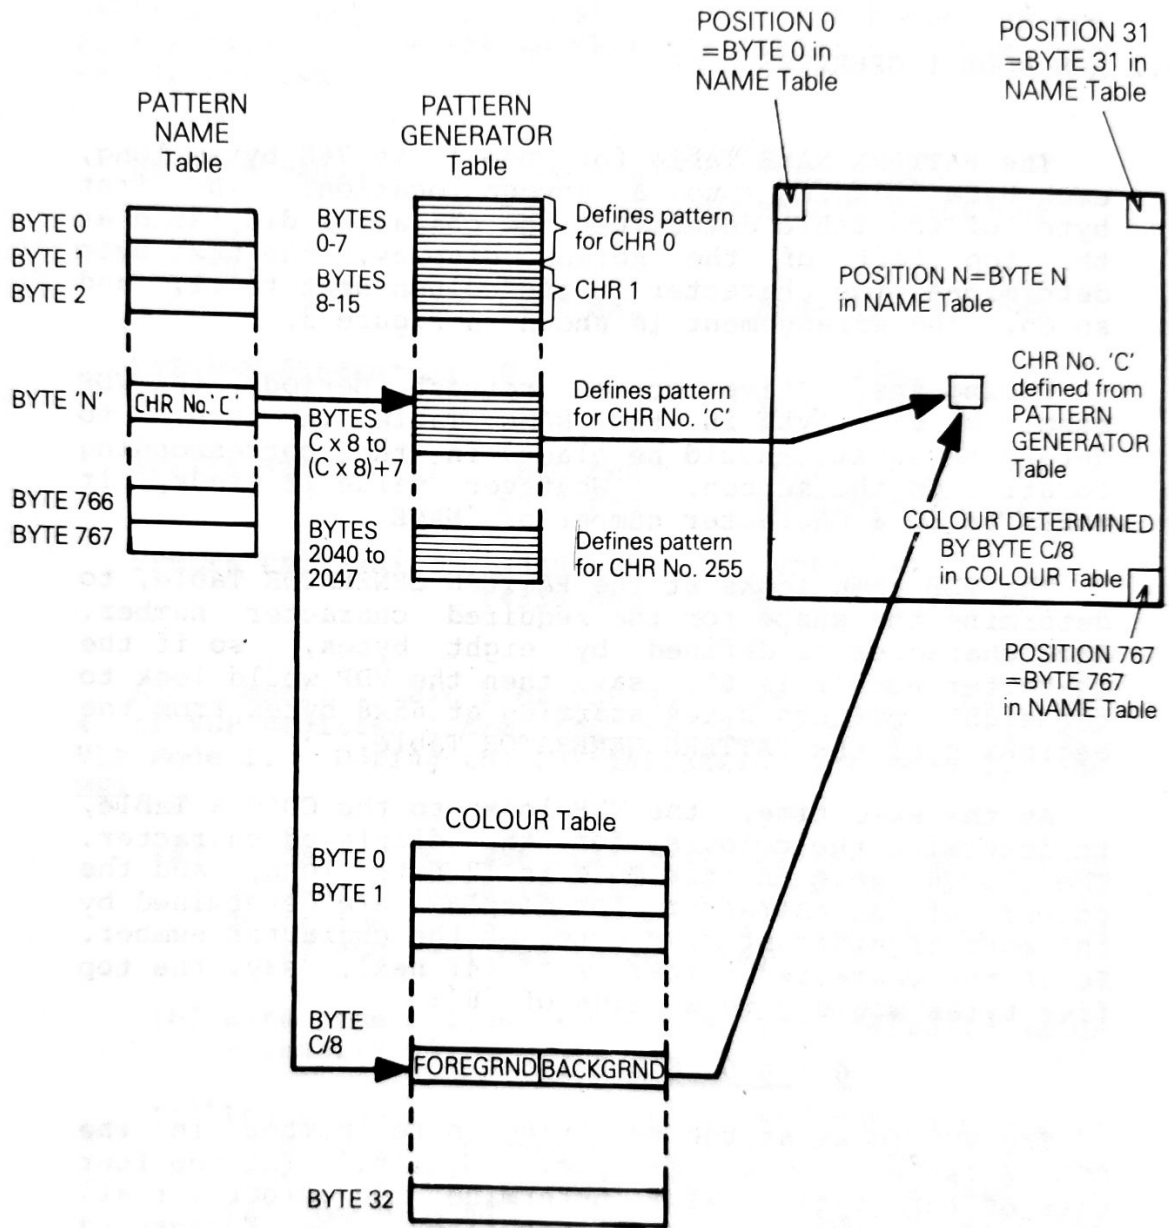 POSITION 0
=BYTE 0 in
NAME Table
POSITION 31
=BYTE 31 in
NAME Table
PATTERN
NAME
Table
PATTERN
GENERATOR
Table
BYTE 0
BYTE 1
BYTE 2
BYTES
0-7
BYTES
8-15
Defines pattern
for CHR 0
CHR 1
POSITION N=BYTE N
in NAME Table
BYTE 'N'
CHR No.'C'
BYTES
C x 8 to
(C x 8)+7
Defines pattern
for CHR No. 'C'
CHR No. 'C'
defined from
PATTERN
GENERATOR
Table
BYTE 766
BYTE 767
BYTES
2040 to
2047
Defines pattern
for CHR No. 255
COLOUR DETERMINED
BY BYTE C/8
in COLOUR Table
POSITION 767
=BYTE 767
in NAME Table
COLOUR Table
BYTE 0
BYTE 1
BYTE
C/8
FOREGRND
BACKGRND
BYTE 32